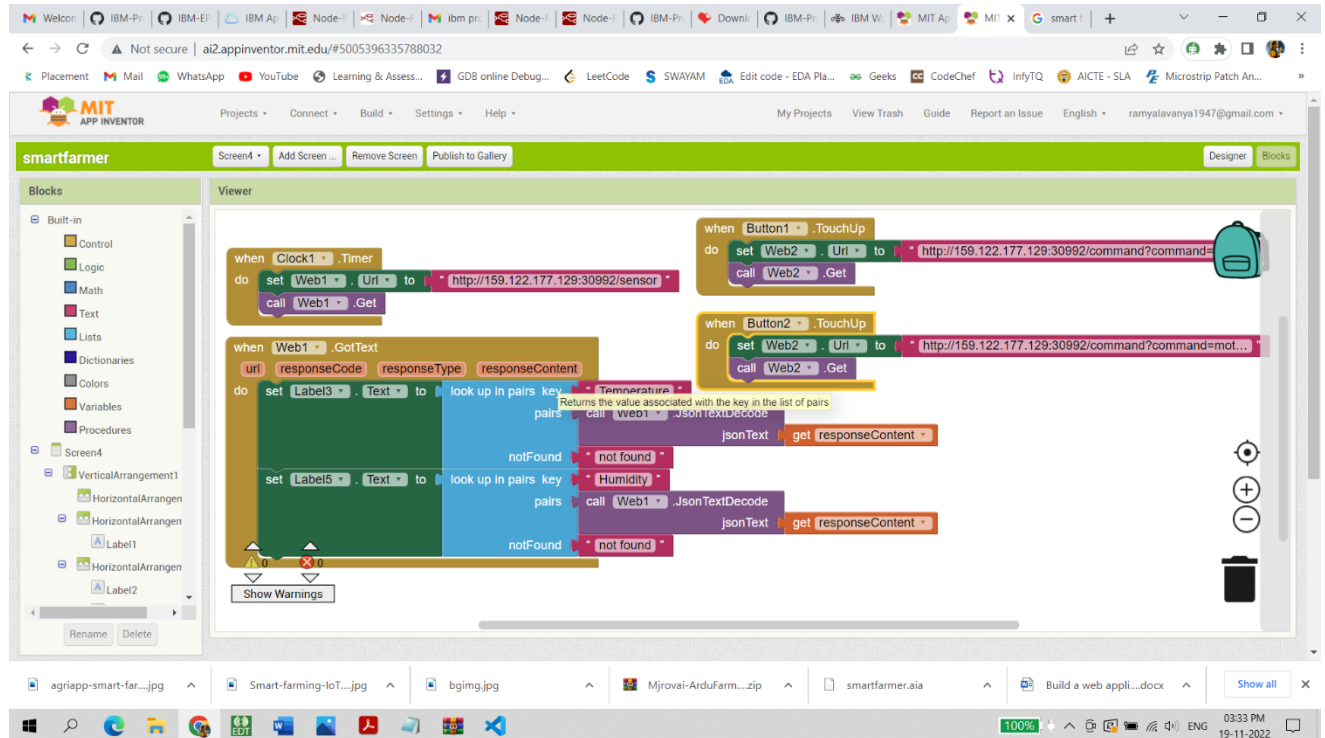 Welcon IBM-Pr IBM-EP IBM Ap Node-F Node-F ibm pro Node-F Node-F IBM-Pr Downlo IBM-Pr IBM W MIT Ap MIT smart f
Not secure ai2.appinventor.mit.edu/#5005396335788032
Placement Mail WhatsApp YouTube Learning & Assess... GDB online Debug... LeetCode SWAYAM Edit code - EDA Pla... Geeks CodeChef InfyTQ AICTE - SLA Microstrip Patch An... »
MIT
APP INVENTOR
Projects Connect Build Settings Help My Projects View Trash Guide Report an Issue English ramyalavanya1947@gmail.com
smartfarmer Screen4 Add Screen ... Remove Screen Publish to Gallery Designer Blocks
Blocks Viewer
Built-in
Control
Logic
Math
Text
Lists
Dictionaries
Colors
Variables
Procedures
Screen4
VerticalArrangement1
HorizontalArrangen
HorizontalArrangen
Label1
HorizontalArrangen
Label2
Rename Delete
when Clock1 .Timer
do set Web1 . Url to " http://159.122.177.129:30992/sensor "
call Web1 .Get
when Web1 .GotText
url responseCode responseType responseContent
do set Label3 . Text to look up in pairs key " Temperature "
Returns the value associated with the key in the list of pairs
pairs call Web1 .JsonTextDecode
jsonText get responseContent
notFound " not found "
set Label5 . Text to look up in pairs key " Humidity "
pairs call Web1 .JsonTextDecode
jsonText get responseContent
notFound " not found "
when Button1 .TouchUp
do set Web2 . Url to " http://159.122.177.129:30992/command?command=
call Web2 .Get
when Button2 .TouchUp
do set Web2 . Url to " http://159.122.177.129:30992/command?command=mot... "
call Web2 .Get
0 0
Show Warnings
agriapp-smart-far....jpg Smart-farming-IoT....jpg bgimg.jpg Mjrovai-ArduFarm....zip smartfarmer.aia Build a web appli....docx Show all
100% ENG 03:33 PM
19-11-2022